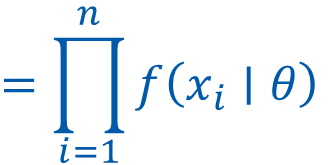 = ∏_{i=1}^{n} f(x_i | θ)